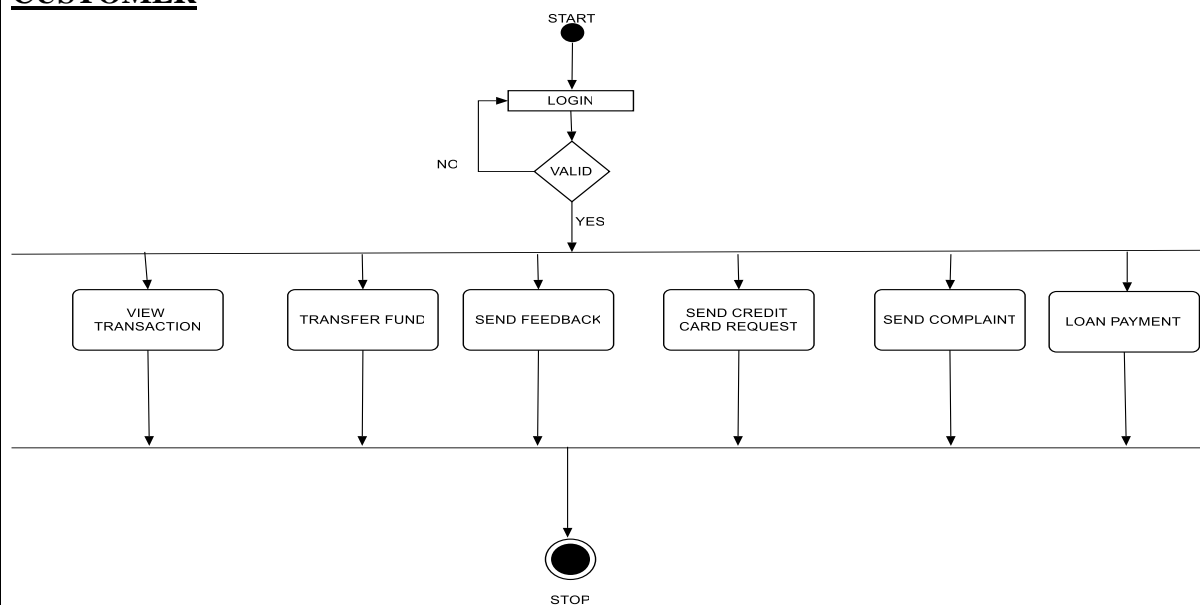 CUSTOMER
START
LOGIN
NO
VALID
YES
VIEW
TRANSACTION
TRANSFER FUND
SEND FEEDBACK
SEND CREDIT
CARD REQUEST
SEND COMPLAINT
LOAN PAYMENT
STOP